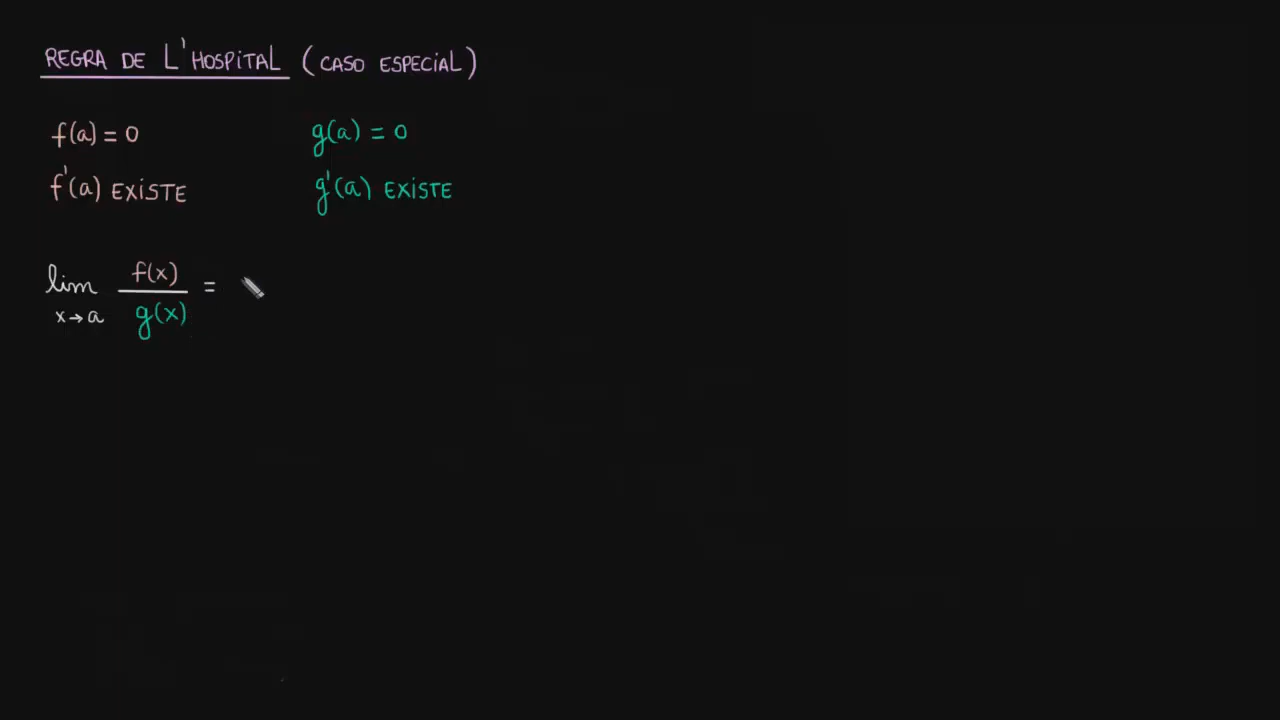 REGRA DE L'HOSPITAL (CASO ESPECIAL)
f(a) = 0 g(a) = 0
f'(a) EXISTE g'(a) EXISTE
lim x→a f(x)/g(x) =